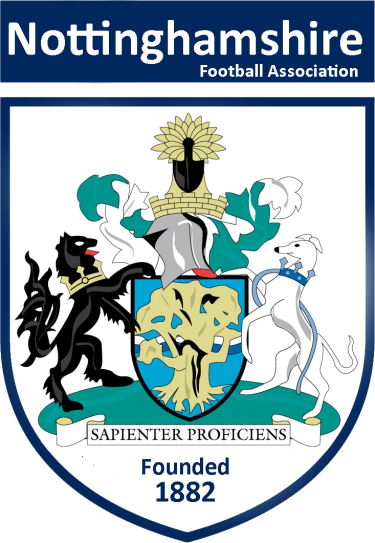 Nottinghamshire
Football Association
SAPIENTER PROFICIENS
Founded
1882